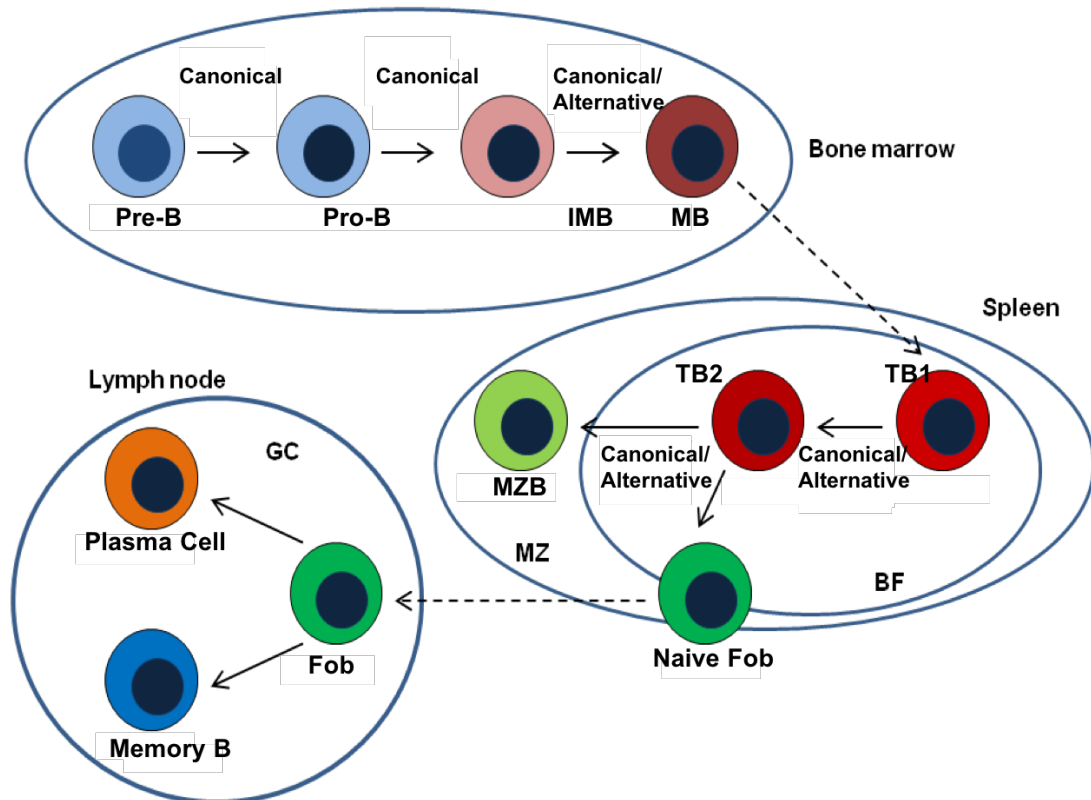 Canonical
Canonical
Canonical/
Alternative
Bone marrow
Pre-B
Pro-B
IMB
MB
Spleen
TB2
TB1
Lymph node
GC
Canonical/
Alternative
Canonical/
Alternative
MZB
Plasma Cell
MZ
BF
Fob
Naive Fob
Memory B